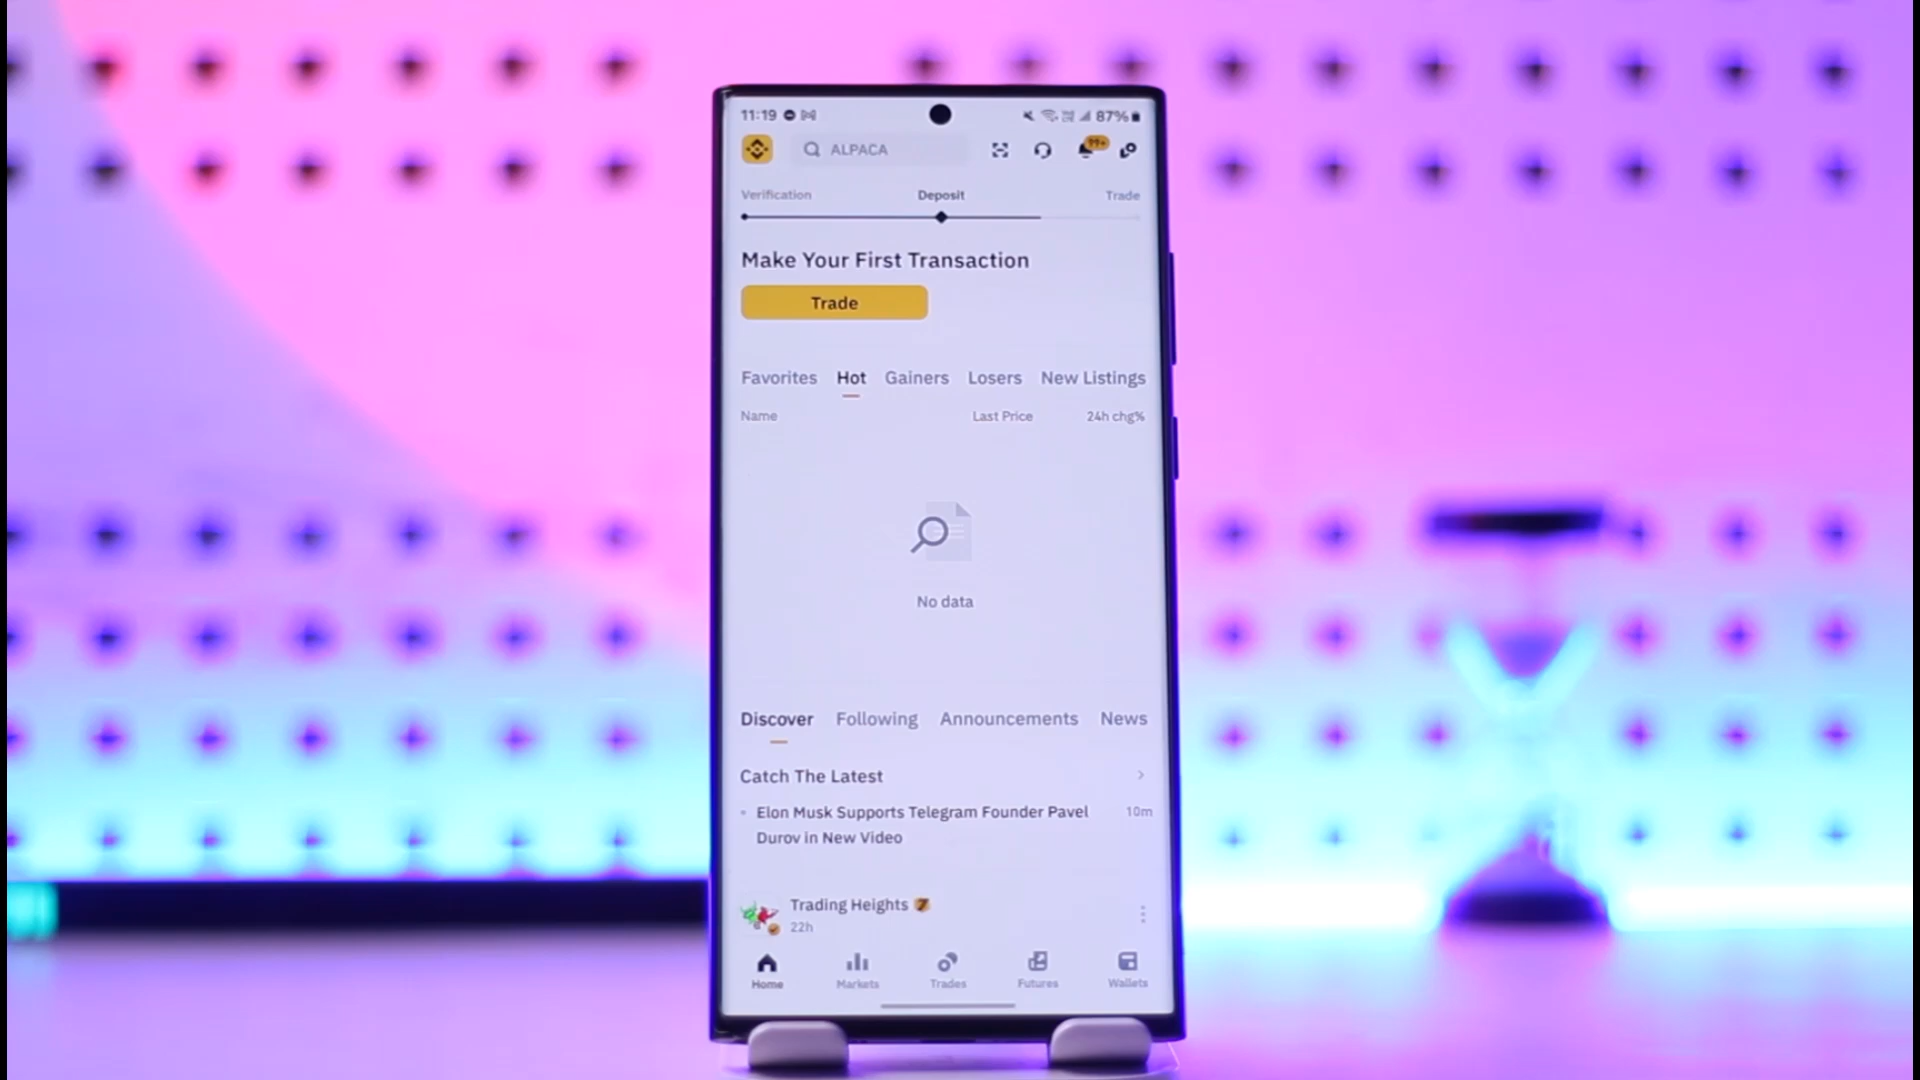 11:19 87%
ALPACA
Verification Deposit Trade
Make Your First Transaction
Trade
Favorites Hot Gainers Losers New Listings
Name Last Price 24h chg%
No data
Discover Following Announcements News
Catch The Latest
Elon Musk Supports Telegram Founder Pavel 10m
Durov in New Video
Trading Heights
22h
Home Markets Trades Futures Wallets